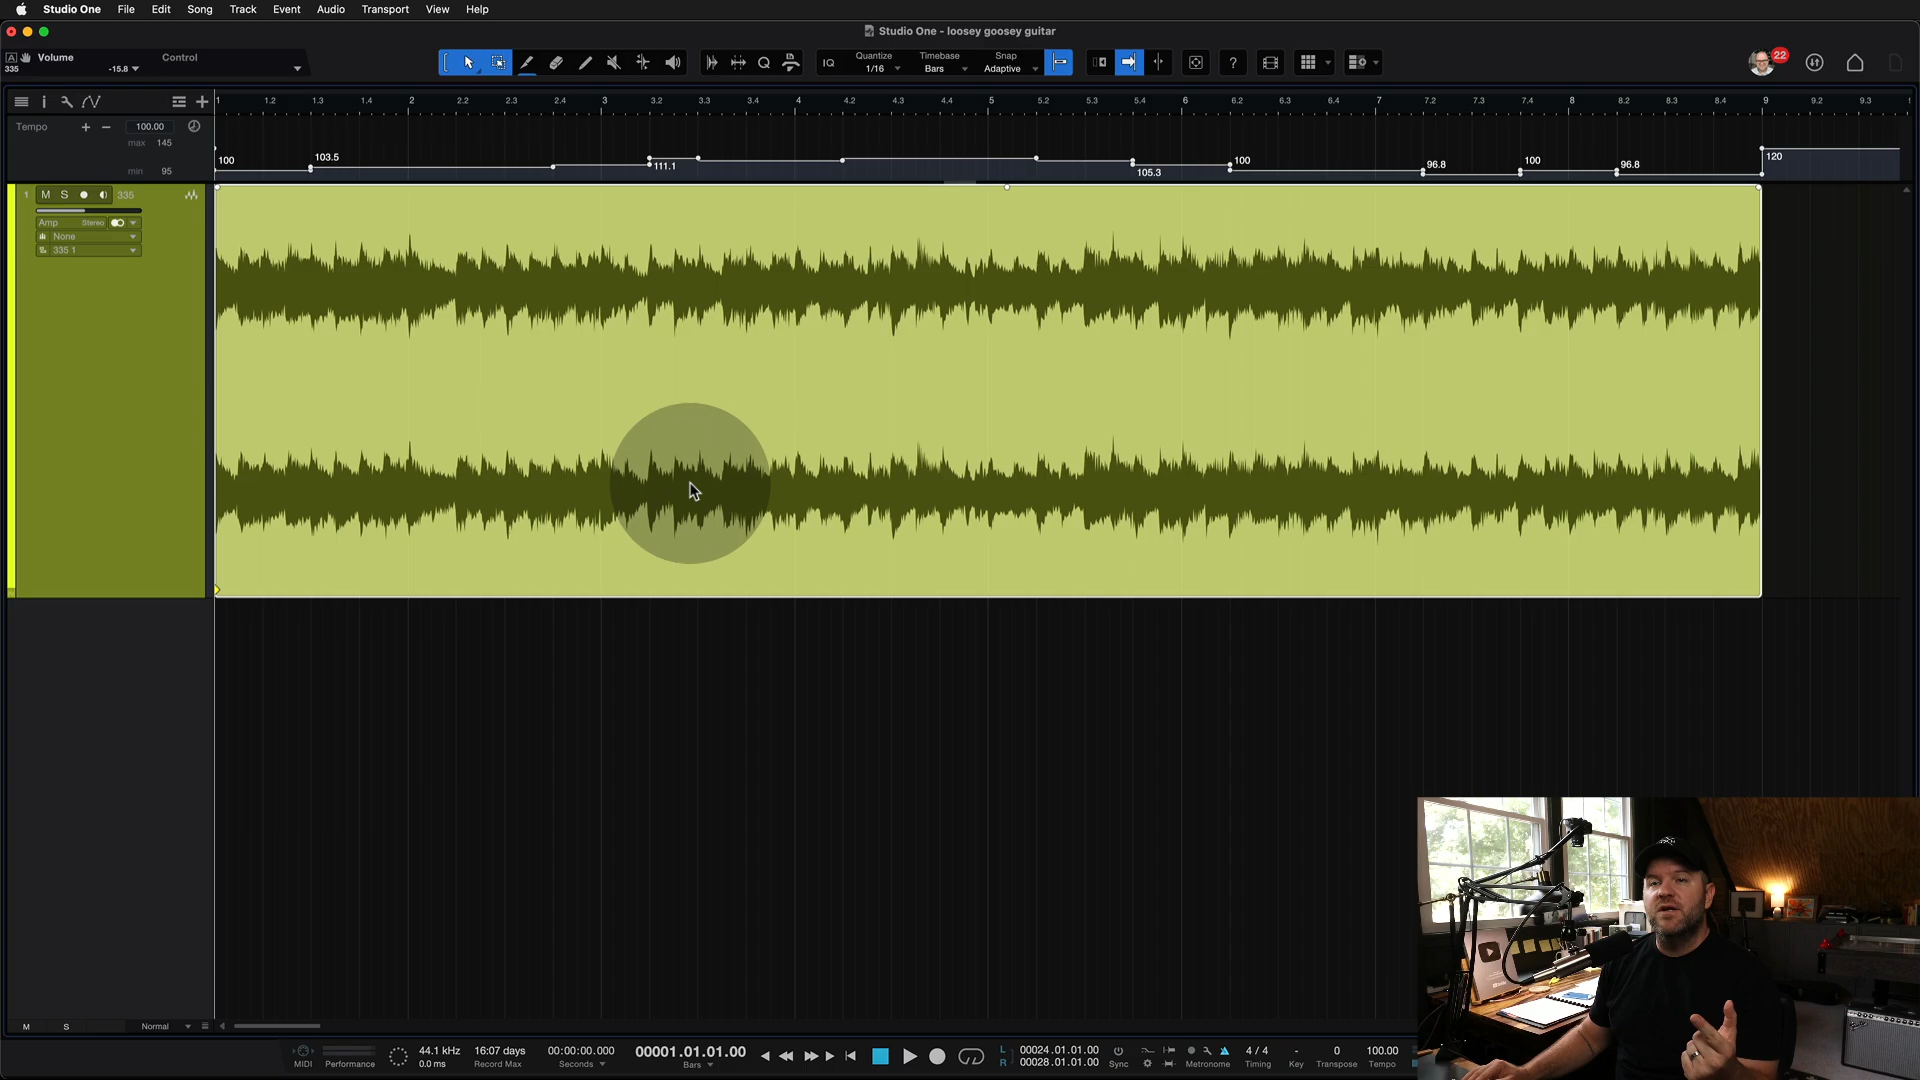 Studio One File Edit Song Track Event Audio Transport View Help
Studio One - loosey goosey guitar
Volume
335
-15.8
Control
IQ
Quantize
1/16
Timebase
Bars
Snap
Adaptive
?
22
1 1.2 1.3 1.4 2 2.2 2.3 2.4 3 3.2 3.3 3.4 4 4.2 4.3 4.4 5 5.2 5.3 5.4 6 6.2 6.3 6.4 7 7.2 7.3 7.4 8 8.2 8.3 8.4 9 9.2 9.3
Tempo + - 100.00
max 145
min 95
100 103.5 111.1 105.3 100 96.8 100 96.8 120
1 M S 335
Amp Stereo
None
335 1
M S Normal
MIDI
Performance
44.1 kHz
0.0 ms
16:07 days
Record Max
00:00:00.000
Seconds
00001.01.01.00
Bars
L 00024.01.01.00
R 00028.01.01.00
Sync
Metronome
4 / 4
Timing
-
Key
0
Transpose
100.00
Tempo